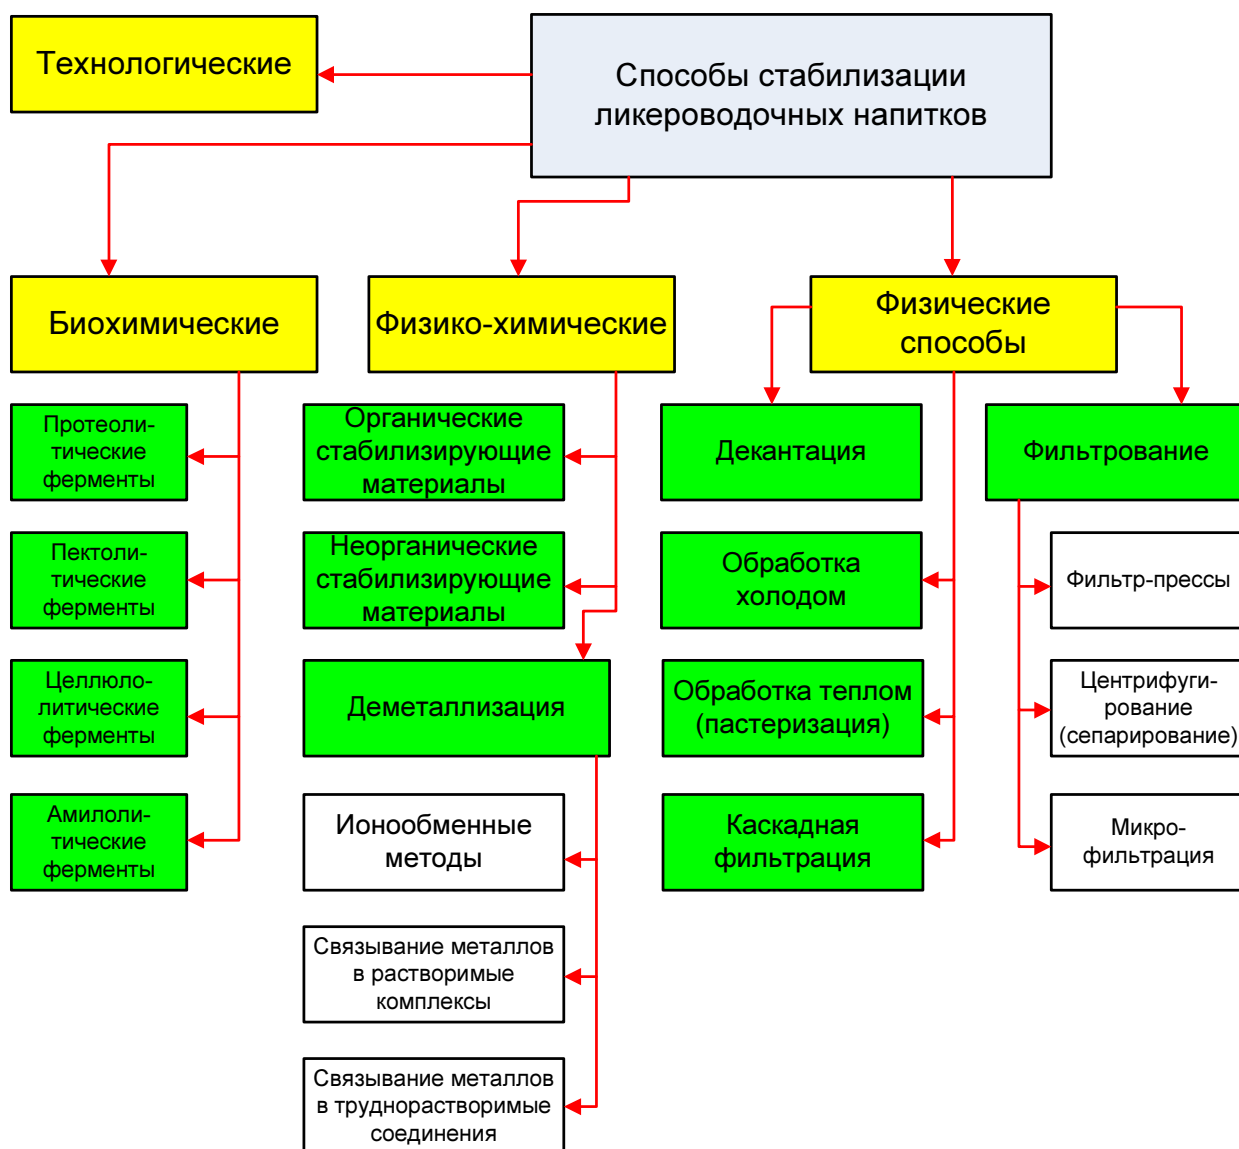 Технологические
Способы стабилизации
ликероводочных напитков
Биохимические
Физико-химические
Физические
способы
Протеоли-
тические
ферменты
Пектоли-
тические
ферменты
Целлюло-
литические
ферменты
Амилоли-
тические
ферменты
Органические
стабилизирующие
материалы
Неорганические
стабилизирующие
материалы
Деметаллизация
Ионообменные
методы
Связывание металлов
в растворимые
комплексы
Связывание металлов
в труднорастворимые
соединения
Декантация
Обработка
холодом
Обработка теплом
(пастеризация)
Каскадная
фильтрация
Фильтрование
Фильтр-прессы
Центрифуги-
рование
(сепарирование)
Микро-
фильтрация